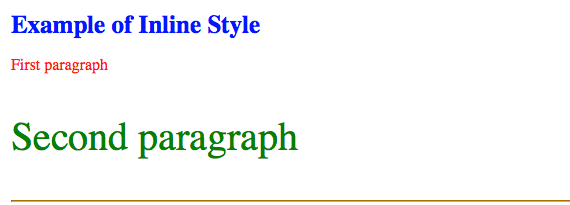 Example of Inline Style
First paragraph
Second paragraph